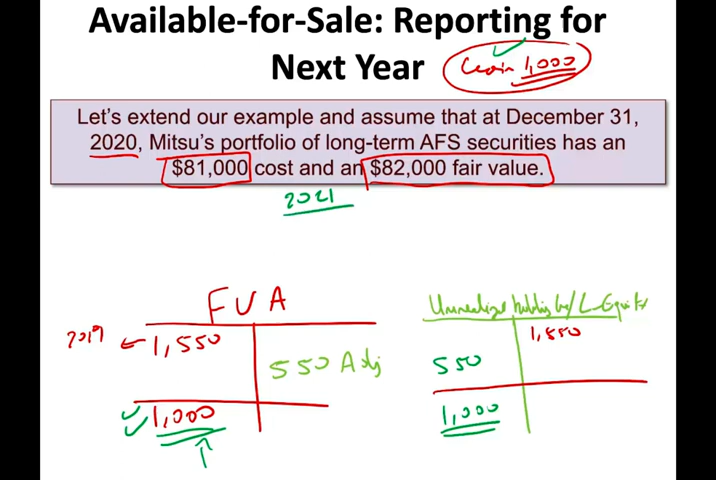 Available-for-Sale: Reporting for
Next Year
Gain 1,000
Let's extend our example and assume that at December 31,
2020, Mitsu's portfolio of long-term AFS securities has an
$81,000 cost and an $82,000 fair value.
2021
FVA
2019
1,550
550 Adj
1,000
Equity
1,550
550
1,000